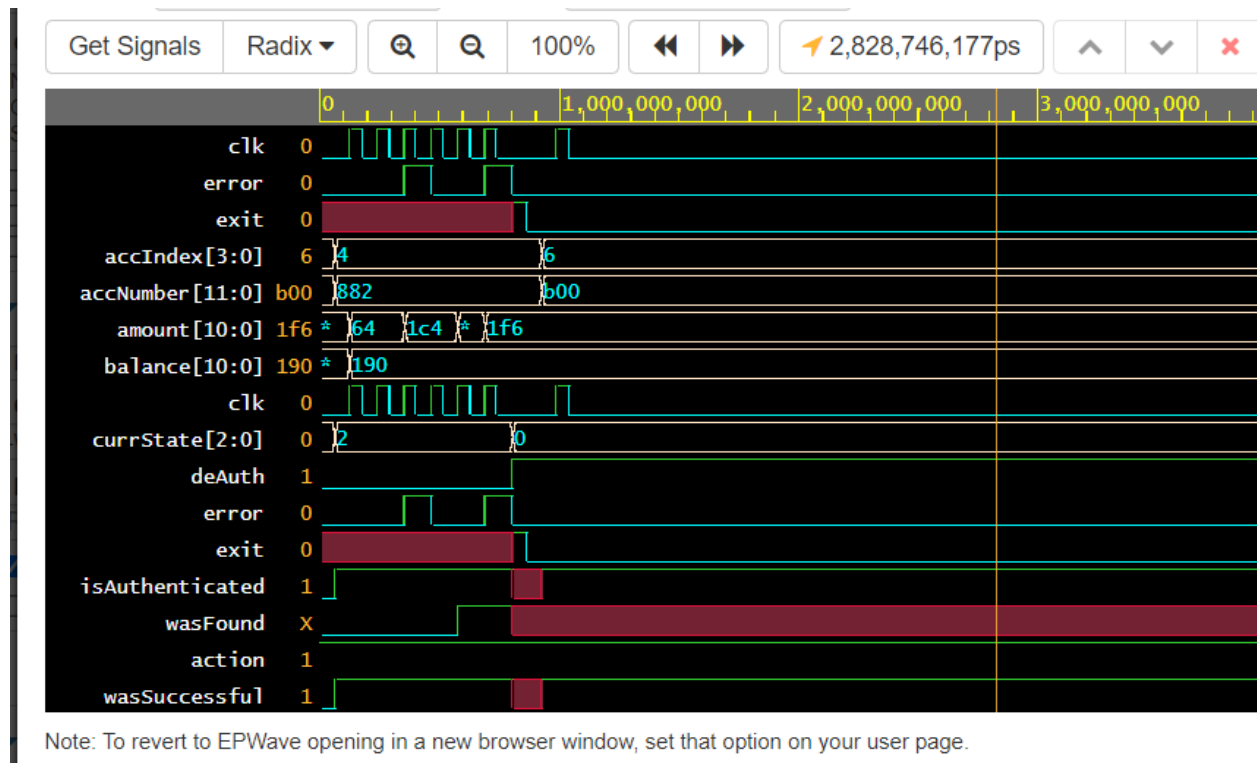 Get Signals Radix 100% 2,828,746,177ps
0 1,000,000,000 2,000,000,000 3,000,000,000
clk 0
error 0
exit 0
accIndex[3:0] 6 4 6
accNumber[11:0] b00 882 b00
amount[10:0] 1f6 * 64 1c4 * 1f6
balance[10:0] 190 * 190
clk 0
currState[2:0] 0 2 0
deAuth 1
error 0
exit 0
isAuthenticated 1
wasFound X
action 1
wasSuccessful 1
Note: To revert to EPWave opening in a new browser window, set that option on your user page.